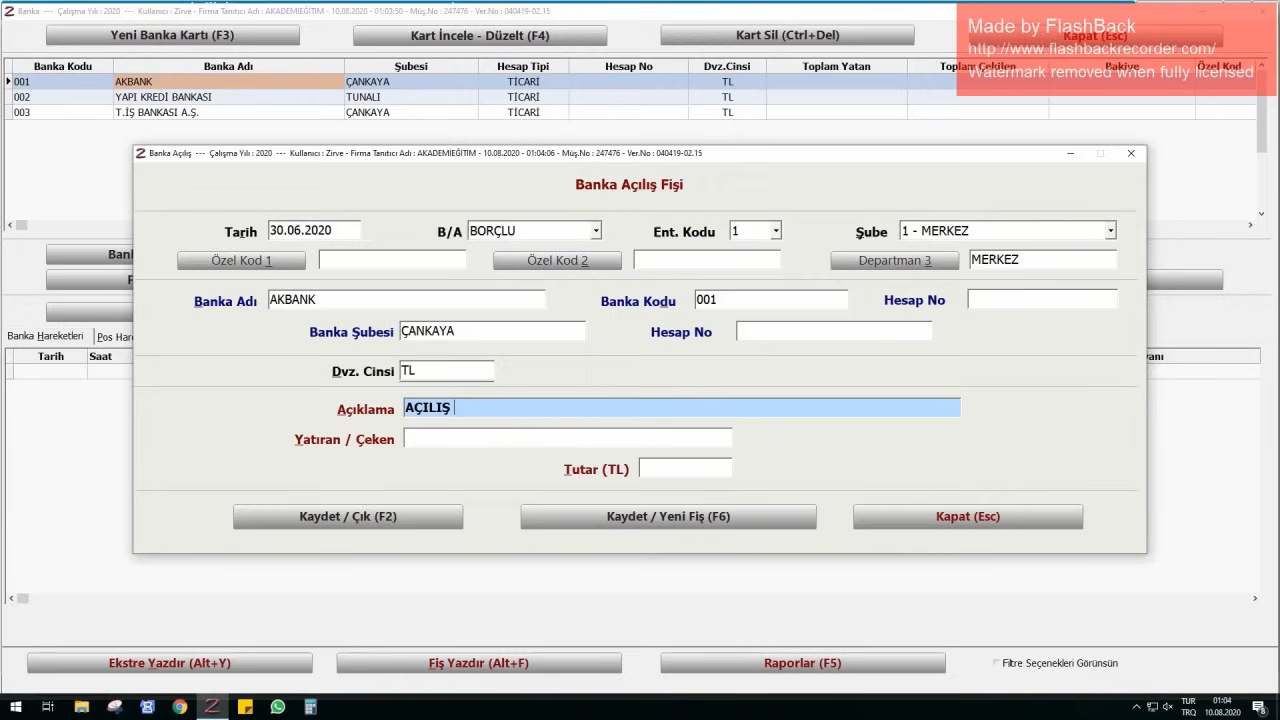 Banka --- Çalışma Yılı : 2020 --- Kullanıcı : Zirve - Firma Tanıtıcı Adı : AKADEMİEĞİTİM - 10.08.2020 - 01:03:50 - Müş.No : 247476 - Ver.No : 040419-02.15
Made by FlashBack
http://www.flashbackrecorder.com/
Watermark removed when fully licensed
Yeni Banka Kartı (F3) Kart İncele - Düzelt (F4) Kart Sil (Ctrl+Del) Kapat (Esc)
Banka Kodu Banka Adı Şubesi Hesap Tipi Hesap No Dvz.Cinsi Toplam Yatan Toplam Çekilen Bakiye Özel Kod
001 AKBANK ÇANKAYA TİCARİ TL
002 YAPI KREDİ BANKASI TUNALI TİCARİ TL
003 T.İŞ BANKASI A.Ş. ÇANKAYA TİCARİ TL
Banka Açılış --- Çalışma Yılı : 2020 --- Kullanıcı : Zirve - Firma Tanıtıcı Adı : AKADEMİEĞİTİM - 10.08.2020 - 01:04:06 - Müş.No : 247476 - Ver.No : 040419-02.15
Banka Açılış Fişi
Tarih 30.06.2020 B/A BORÇLU Ent. Kodu 1 Şube 1 - MERKEZ
Özel Kod 1 Özel Kod 2 Departman 3 MERKEZ
Banka Adı AKBANK Banka Kodu 001 Hesap No
Banka Şubesi ÇANKAYA Hesap No
Dvz. Cinsi TL
Açıklama AÇILIŞ
Yatıran / Çeken
Tutar (TL)
Kaydet / Çık (F2) Kaydet / Yeni Fiş (F6) Kapat (Esc)
Banka Hareketleri Pos Har
Tarih Saat
Ekstre Yazdır (Alt+Y) Fiş Yazdır (Alt+F) Raporlar (F5) Filtre Seçenekleri Görünsün
TUR 01:04
TRQ 10.08.2020